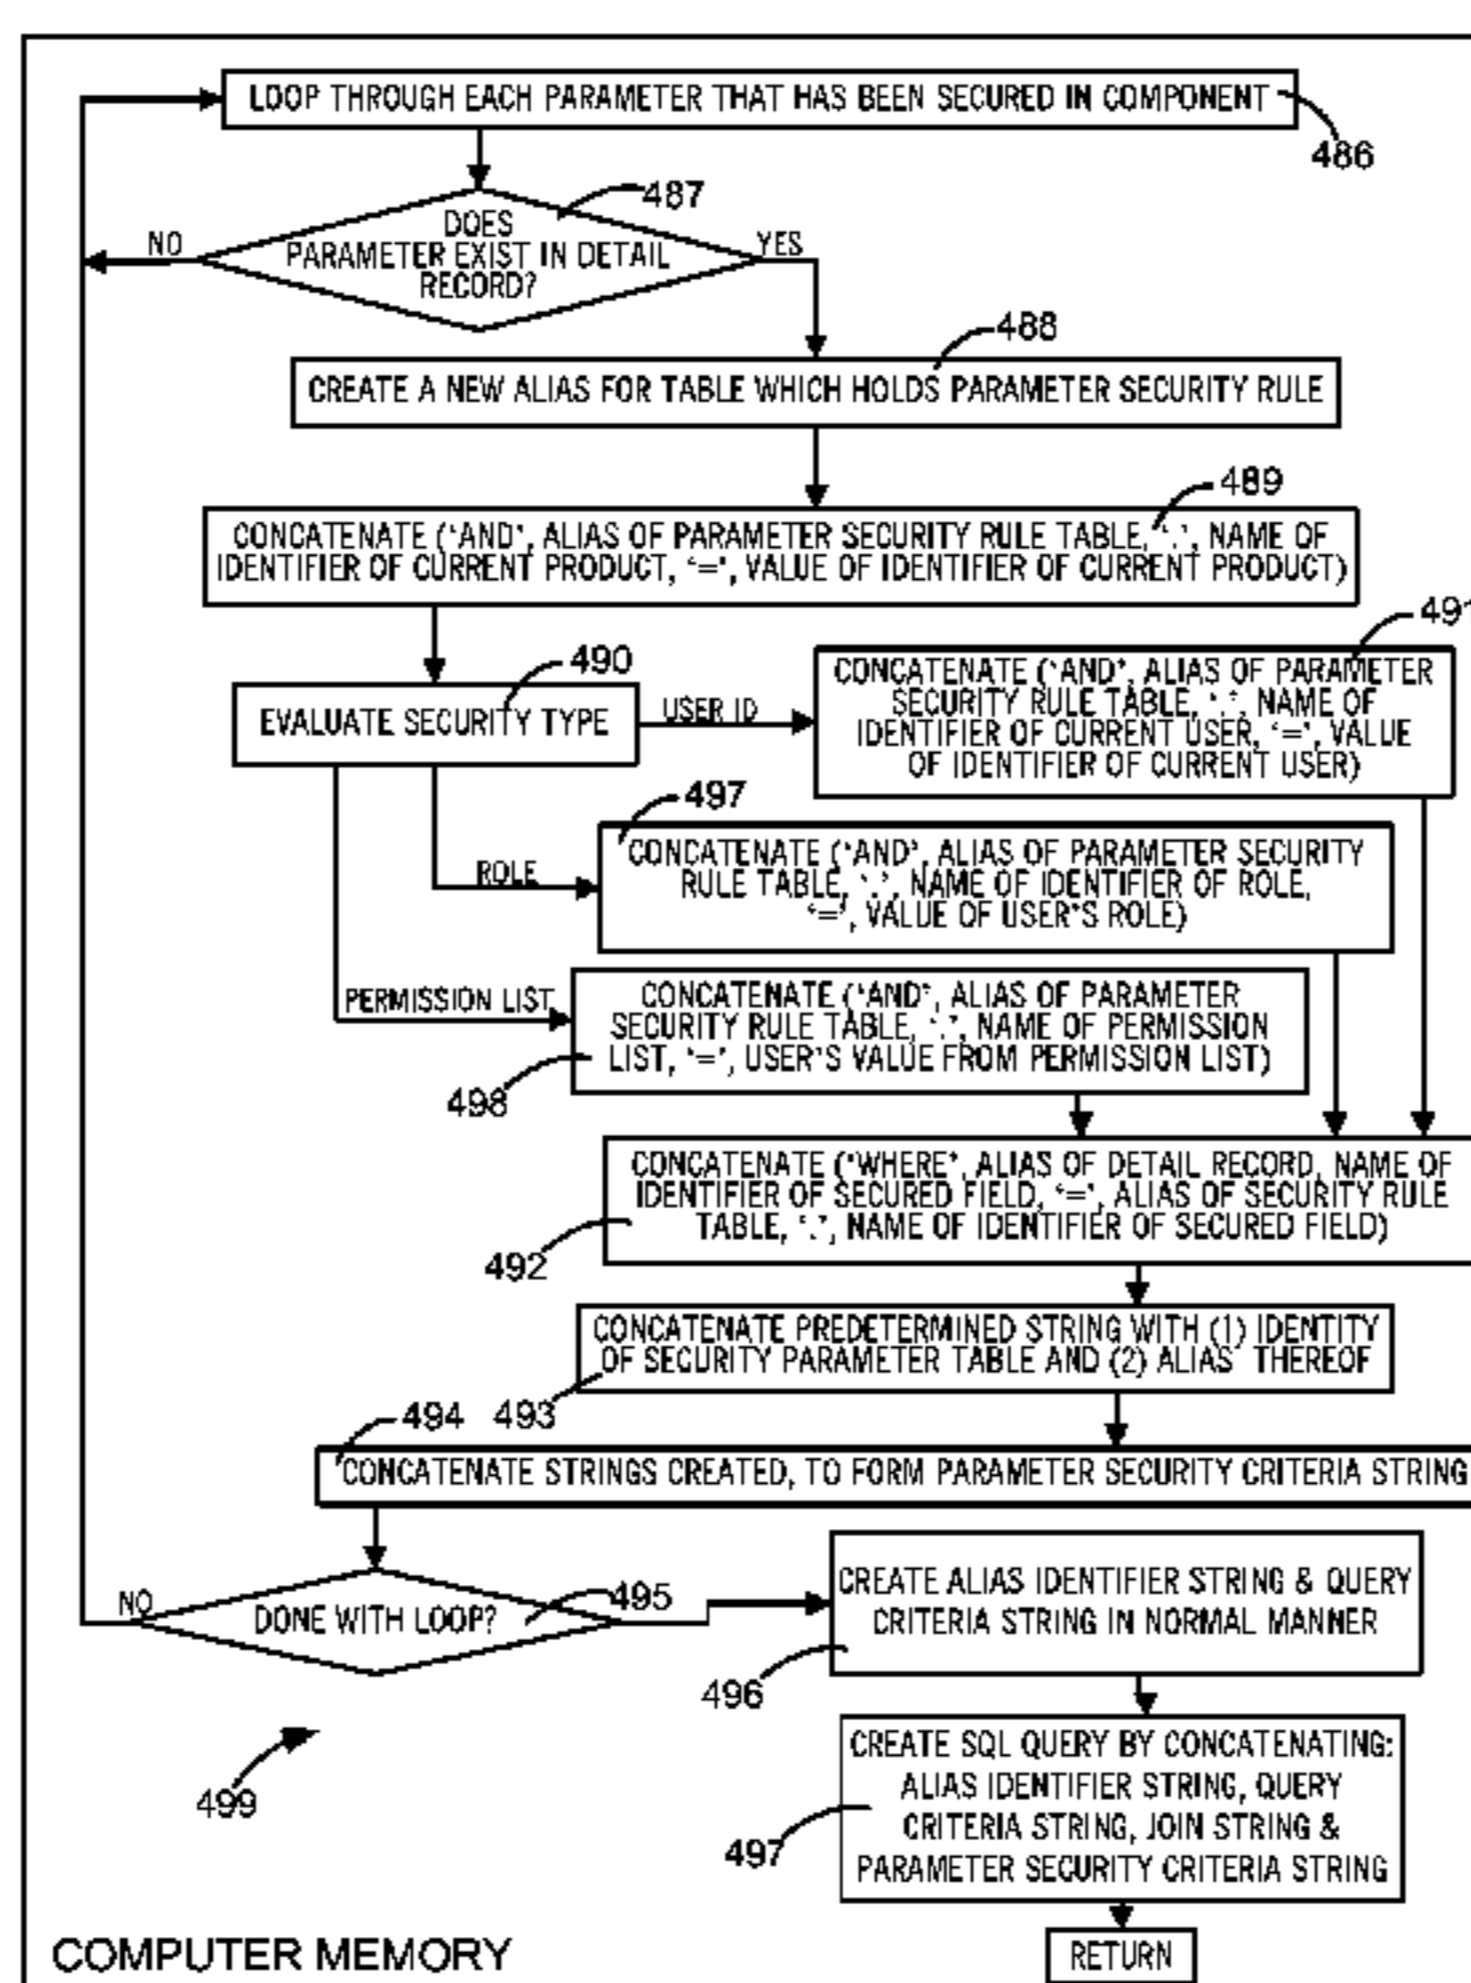 LOOP THROUGH EACH PARAMETER THAT HAS BEEN SECURED IN COMPONENT
486
487
DOES
PARAMETER EXIST IN DETAIL
RECORD?
NO
YES
488
CREATE A NEW ALIAS FOR TABLE WHICH HOLDS PARAMETER SECURITY RULE
489
CONCATENATE ('AND', ALIAS OF PARAMETER SECURITY RULE TABLE, '.', NAME OF
IDENTIFIER OF CURRENT PRODUCT, '=', VALUE OF IDENTIFIER OF CURRENT PRODUCT)
490
EVALUATE SECURITY TYPE
USER ID
491
CONCATENATE ('AND', ALIAS OF PARAMETER
SECURITY RULE TABLE, '.', NAME OF
IDENTIFIER OF CURRENT USER, '=', VALUE
OF IDENTIFIER OF CURRENT USER)
497
ROLE
CONCATENATE ('AND', ALIAS OF PARAMETER SECURITY
RULE TABLE, '.', NAME OF IDENTIFIER OF ROLE,
'=', VALUE OF USER'S ROLE)
PERMISSION LIST
CONCATENATE ('AND', ALIAS OF PARAMETER
SECURITY RULE TABLE, '.', NAME OF PERMISSION
LIST, '=', USER'S VALUE FROM PERMISSION LIST)
498
CONCATENATE ('WHERE', ALIAS OF DETAIL RECORD, NAME OF
IDENTIFIER OF SECURED FIELD, '=', ALIAS OF SECURITY RULE
TABLE, '.', NAME OF IDENTIFIER OF SECURED FIELD)
492
CONCATENATE PREDETERMINED STRING WITH (1) IDENTITY
OF SECURITY PARAMETER TABLE AND (2) ALIAS THEREOF
493
494
CONCATENATE STRINGS CREATED, TO FORM PARAMETER SECURITY CRITERIA STRING
NO
DONE WITH LOOP?
495
CREATE ALIAS IDENTIFIER STRING & QUERY
CRITERIA STRING IN NORMAL MANNER
496
CREATE SQL QUERY BY CONCATENATING:
ALIAS IDENTIFIER STRING, QUERY
CRITERIA STRING, JOIN STRING &
PARAMETER SECURITY CRITERIA STRING
497
499
RETURN
COMPUTER MEMORY